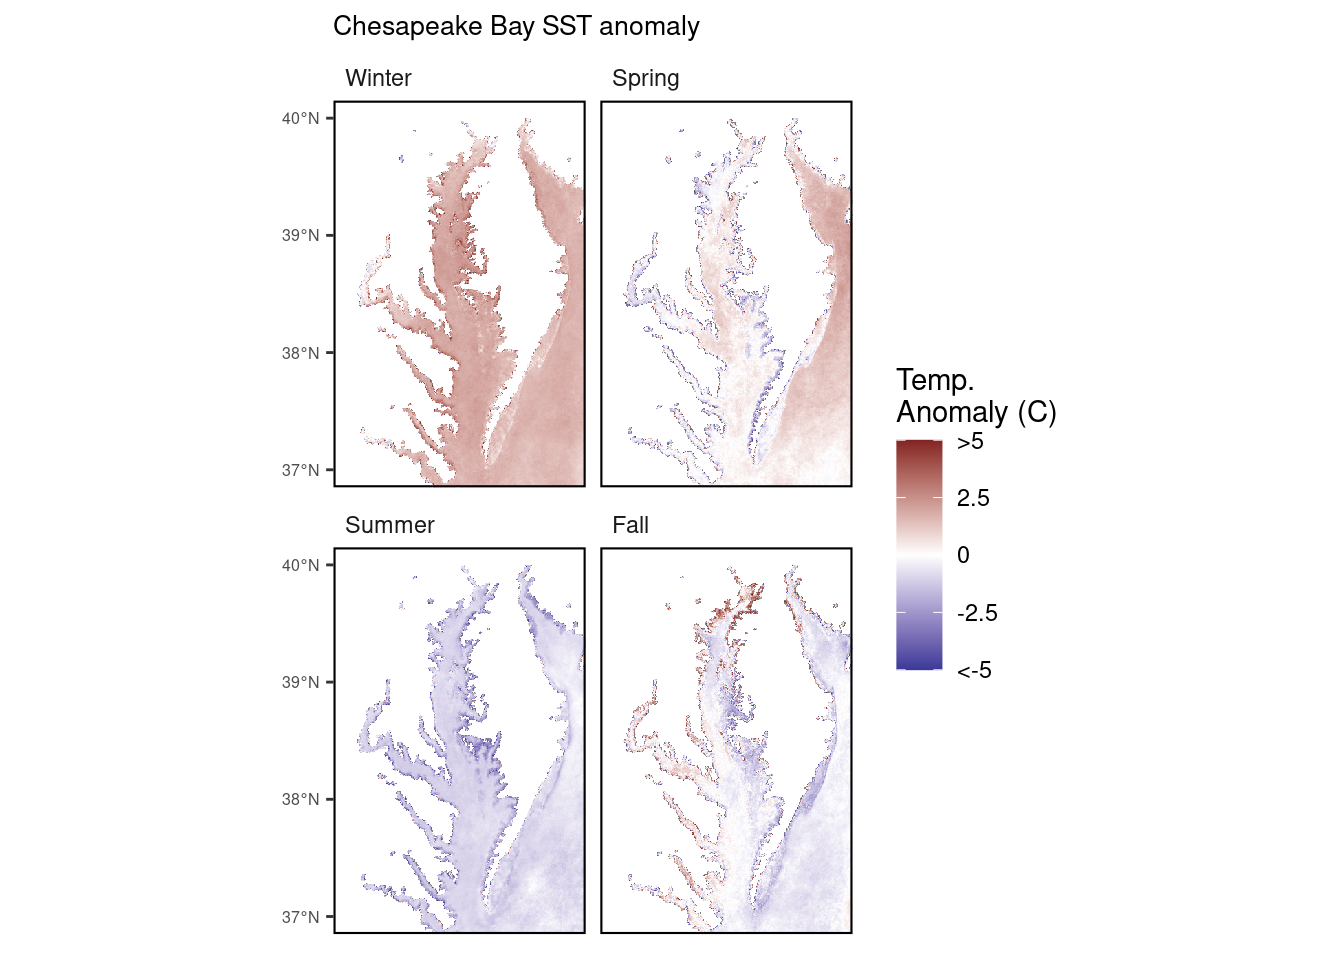 Chesapeake Bay SST anomaly
Winter
Spring
40°N
39°N
38°N
37°N
Summer
Fall
40°N
39°N
38°N
37°N
Temp.
Anomaly (C)
>5
2.5
0
-2.5
<-5